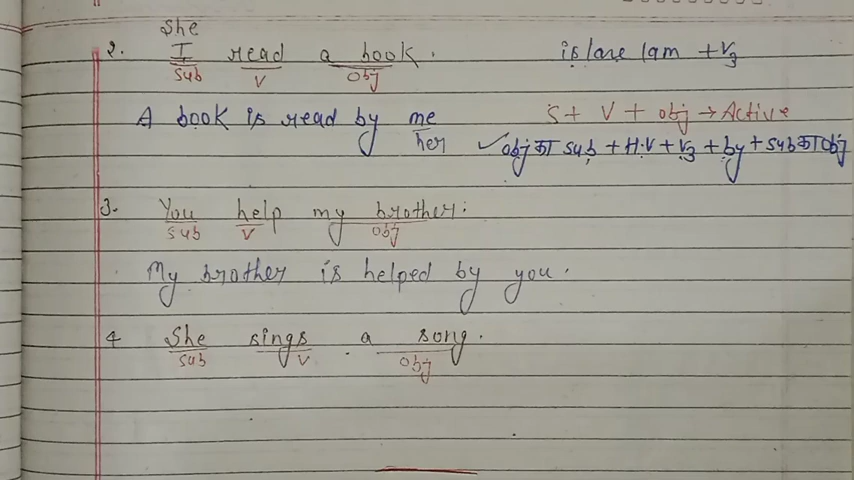 She
2. I read a book. is/are/am + V3
sub V obj
A book is read by me S + V + obj → Active
her ✓obj का sub + H.V + V3 + by + sub का obj
3. You help my brother.
sub V obj
My brother is helped by you.
4 She sings a song.
sub V obj